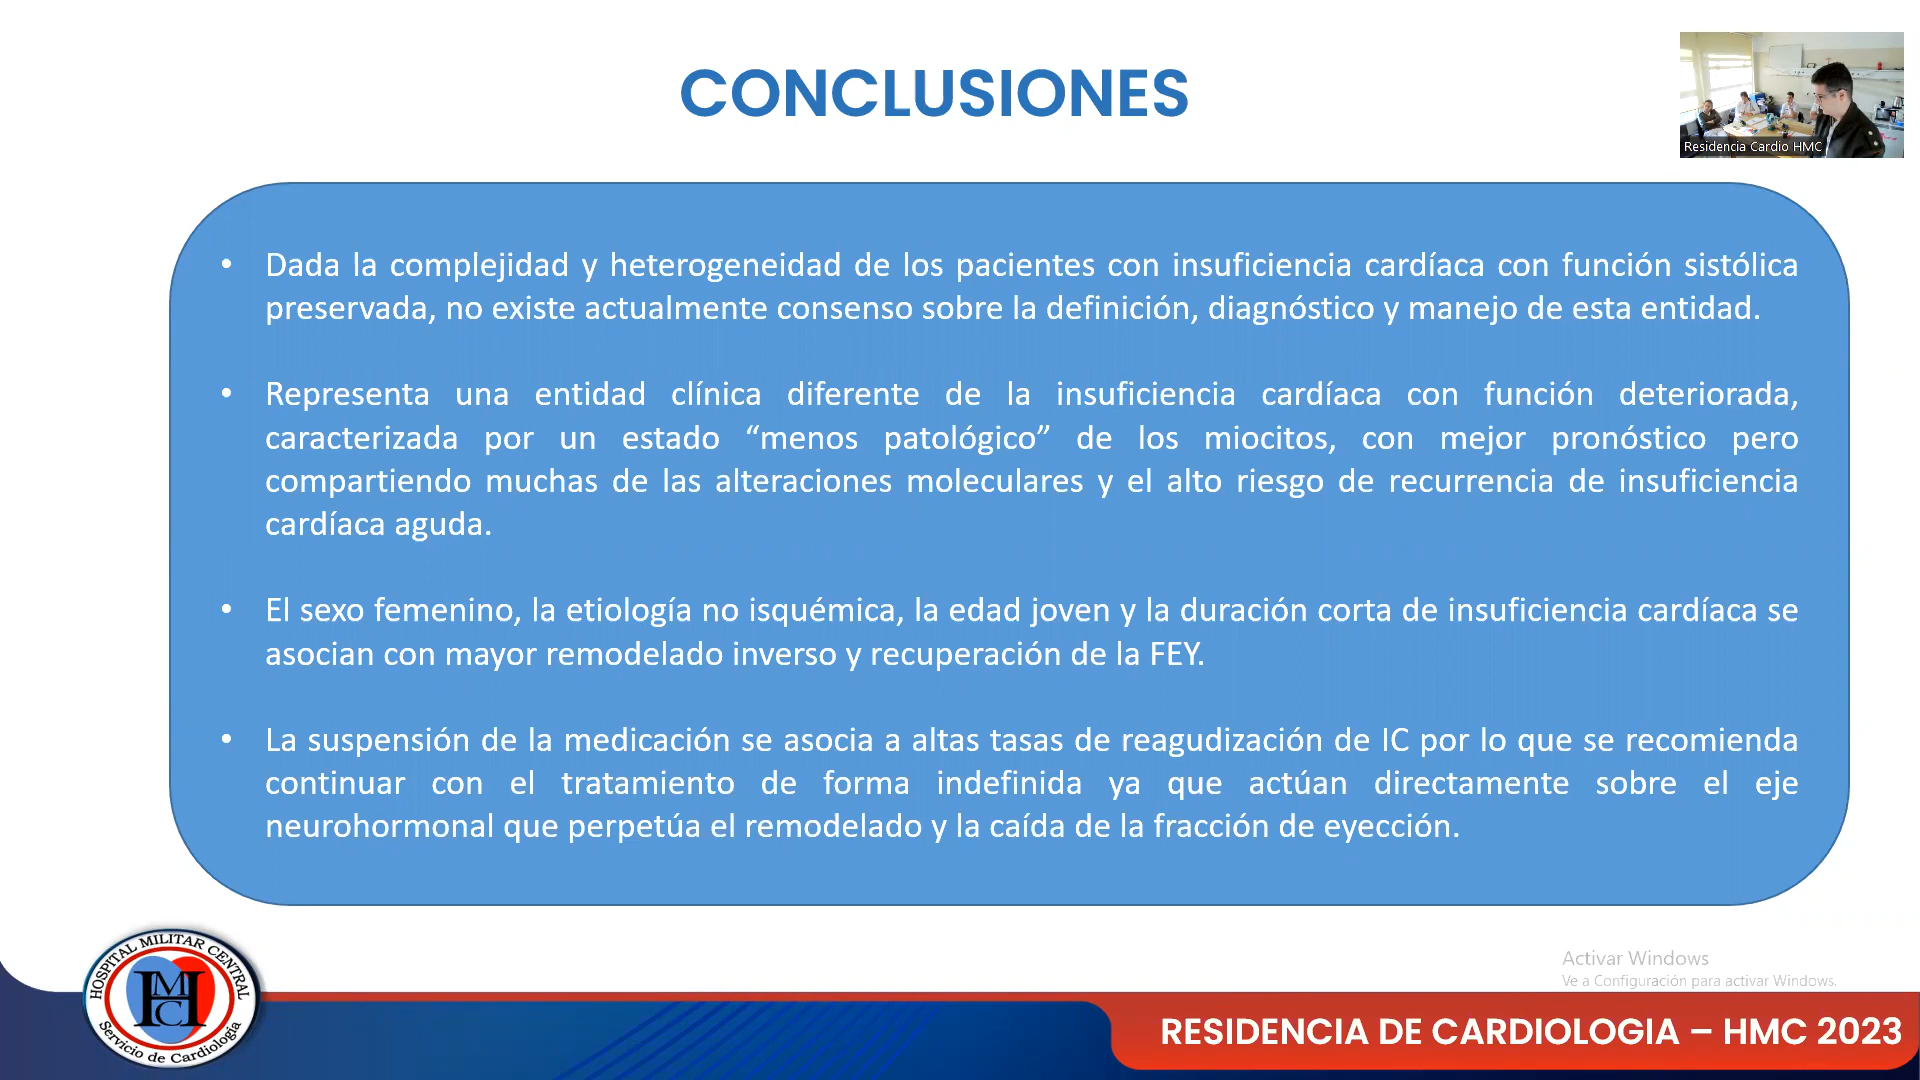 CONCLUSIONES
Residencia Cardio HMC
• Dada la complejidad y heterogeneidad de los pacientes con insuficiencia cardíaca con función sistólica
preservada, no existe actualmente consenso sobre la definición, diagnóstico y manejo de esta entidad.
• Representa una entidad clínica diferente de la insuficiencia cardíaca con función deteriorada,
caracterizada por un estado “menos patológico” de los miocitos, con mejor pronóstico pero
compartiendo muchas de las alteraciones moleculares y el alto riesgo de recurrencia de insuficiencia
cardíaca aguda.
• El sexo femenino, la etiología no isquémica, la edad joven y la duración corta de insuficiencia cardíaca se
asocian con mayor remodelado inverso y recuperación de la FEY.
• La suspensión de la medicación se asocia a altas tasas de reagudización de IC por lo que se recomienda
continuar con el tratamiento de forma indefinida ya que actúan directamente sobre el eje
neurohormonal que perpetúa el remodelado y la caída de la fracción de eyección.
HOSPITAL MILITAR CENTRAL
HMC
Servicio de Cardiología
Activar Windows
Ve a Configuración para activar Windows.
RESIDENCIA DE CARDIOLOGIA – HMC 2023